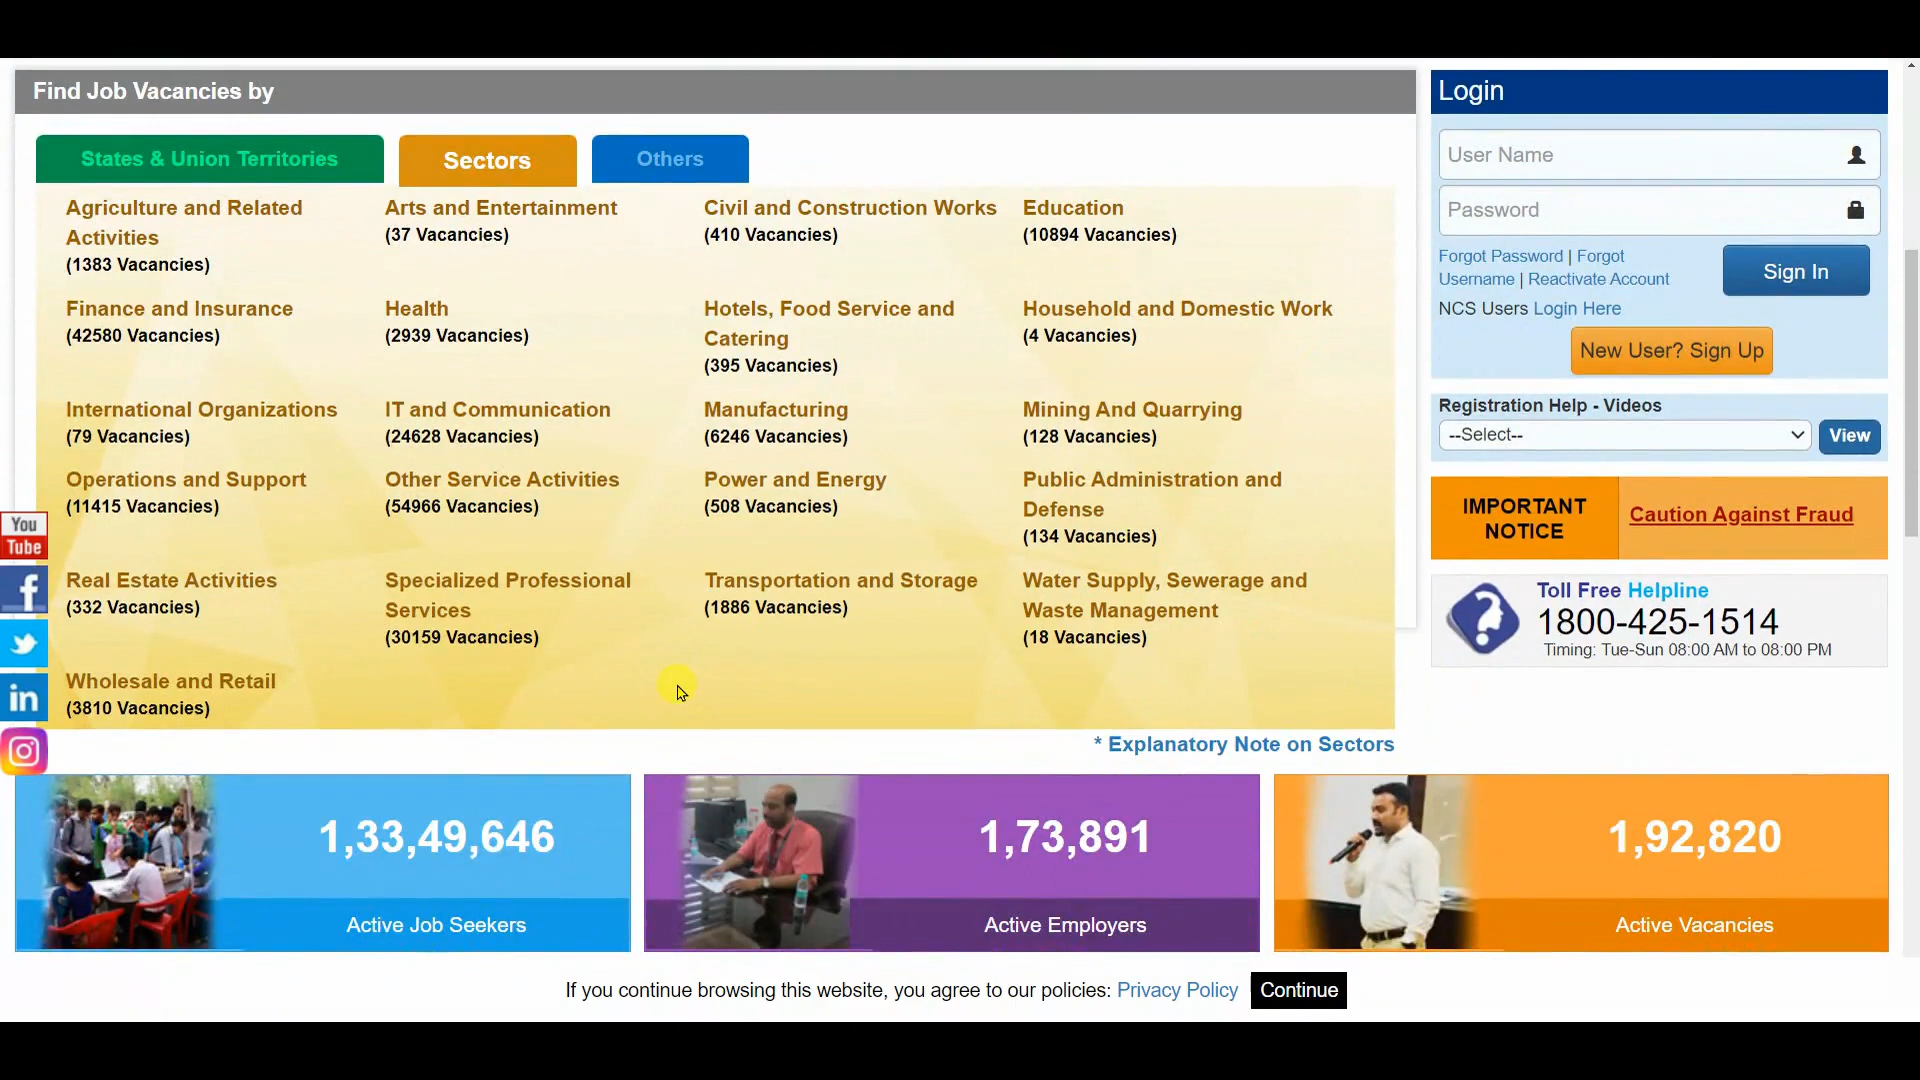 Find Job Vacancies by
States & Union Territories
Sectors
Others
Agriculture and Related
Activities
(1383 Vacancies)
Arts and Entertainment
(37 Vacancies)
Civil and Construction Works
(410 Vacancies)
Education
(10894 Vacancies)
Finance and Insurance
(42580 Vacancies)
Health
(2939 Vacancies)
Hotels, Food Service and
Catering
(395 Vacancies)
Household and Domestic Work
(4 Vacancies)
International Organizations
(79 Vacancies)
IT and Communication
(24628 Vacancies)
Manufacturing
(6246 Vacancies)
Mining And Quarrying
(128 Vacancies)
Operations and Support
(11415 Vacancies)
Other Service Activities
(54966 Vacancies)
Power and Energy
(508 Vacancies)
Public Administration and
Defense
(134 Vacancies)
Real Estate Activities
(332 Vacancies)
Specialized Professional
Services
(30159 Vacancies)
Transportation and Storage
(1886 Vacancies)
Water Supply, Sewerage and
Waste Management
(18 Vacancies)
Wholesale and Retail
(3810 Vacancies)
* Explanatory Note on Sectors
Login
User Name
Password
Forgot Password | Forgot
Username | Reactivate Account
Sign In
NCS Users Login Here
New User? Sign Up
Registration Help - Videos
--Select--
View
IMPORTANT
NOTICE
Caution Against Fraud
Toll Free Helpline
1800-425-1514
Timing: Tue-Sun 08:00 AM to 08:00 PM
You
Tube
f
in
1,33,49,646
Active Job Seekers
1,73,891
Active Employers
1,92,820
Active Vacancies
If you continue browsing this website, you agree to our policies: Privacy Policy
Continue